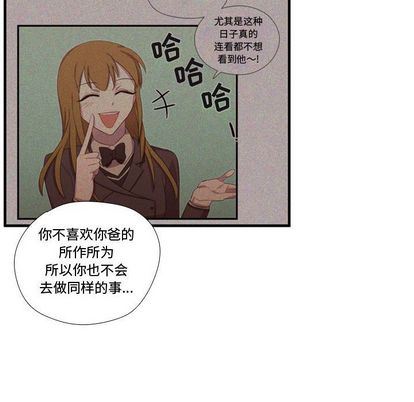 尤其是这种
日子真的
连看都不想
看到他~!
哈
哈
哈!
你不喜欢你爸的
所作所为
所以你也不会
去做同样的事...